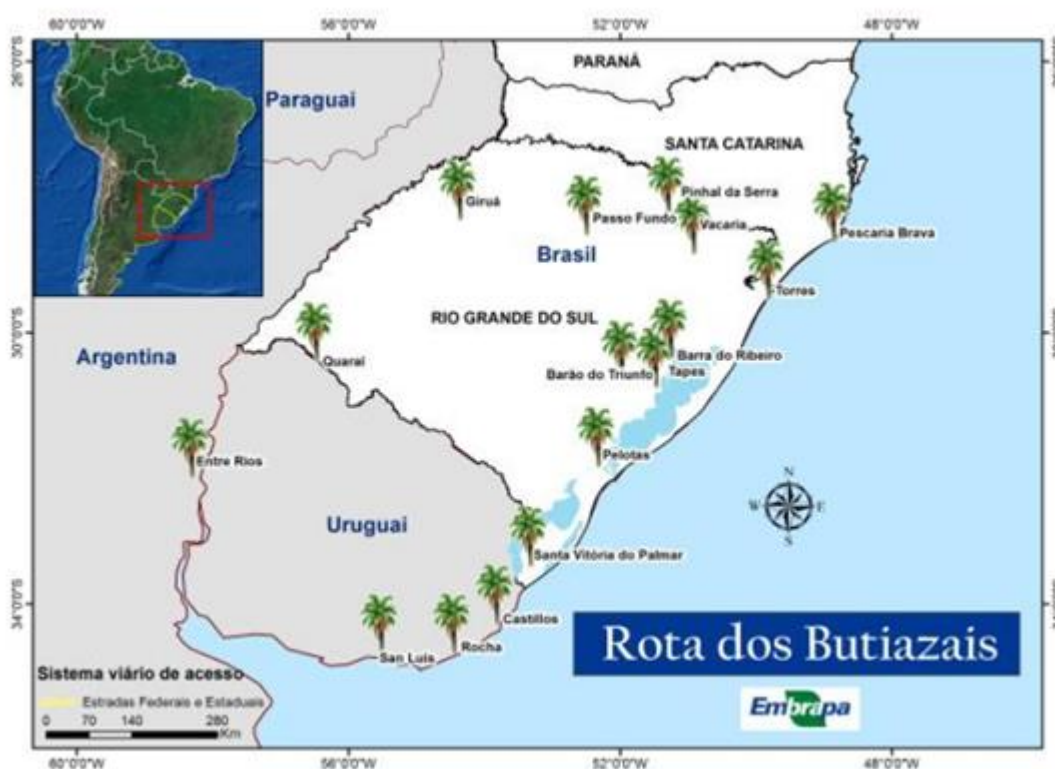 60°0'0"W
56°0'0"W
52°0'0"W
48°0'0"W
26°0'0"S
PARANÁ
Paraguai
SANTA CATARINA
Pinhal da Serra
Giruá
Passo Fundo
Vacaria
Pescaria Brava
Brasil
Torres
RIO GRANDE DO SUL
30°0'0"S
Argentina
Quarai
Barra do Ribeiro
Barão do Triunfo
Tapes
Pelotas
Entre Rios
N
W
E
S
Uruguai
Santa Vitória do Palmar
34°0'0"S
Castillos
Rocha
San Luis
Rota dos Butiazais
Sistema viário de acesso
Estradas Federais e Estaduais
0 70 140 280
Km
Embrapa
60°0'0"W
56°0'0"W
52°0'0"W
48°0'0"W